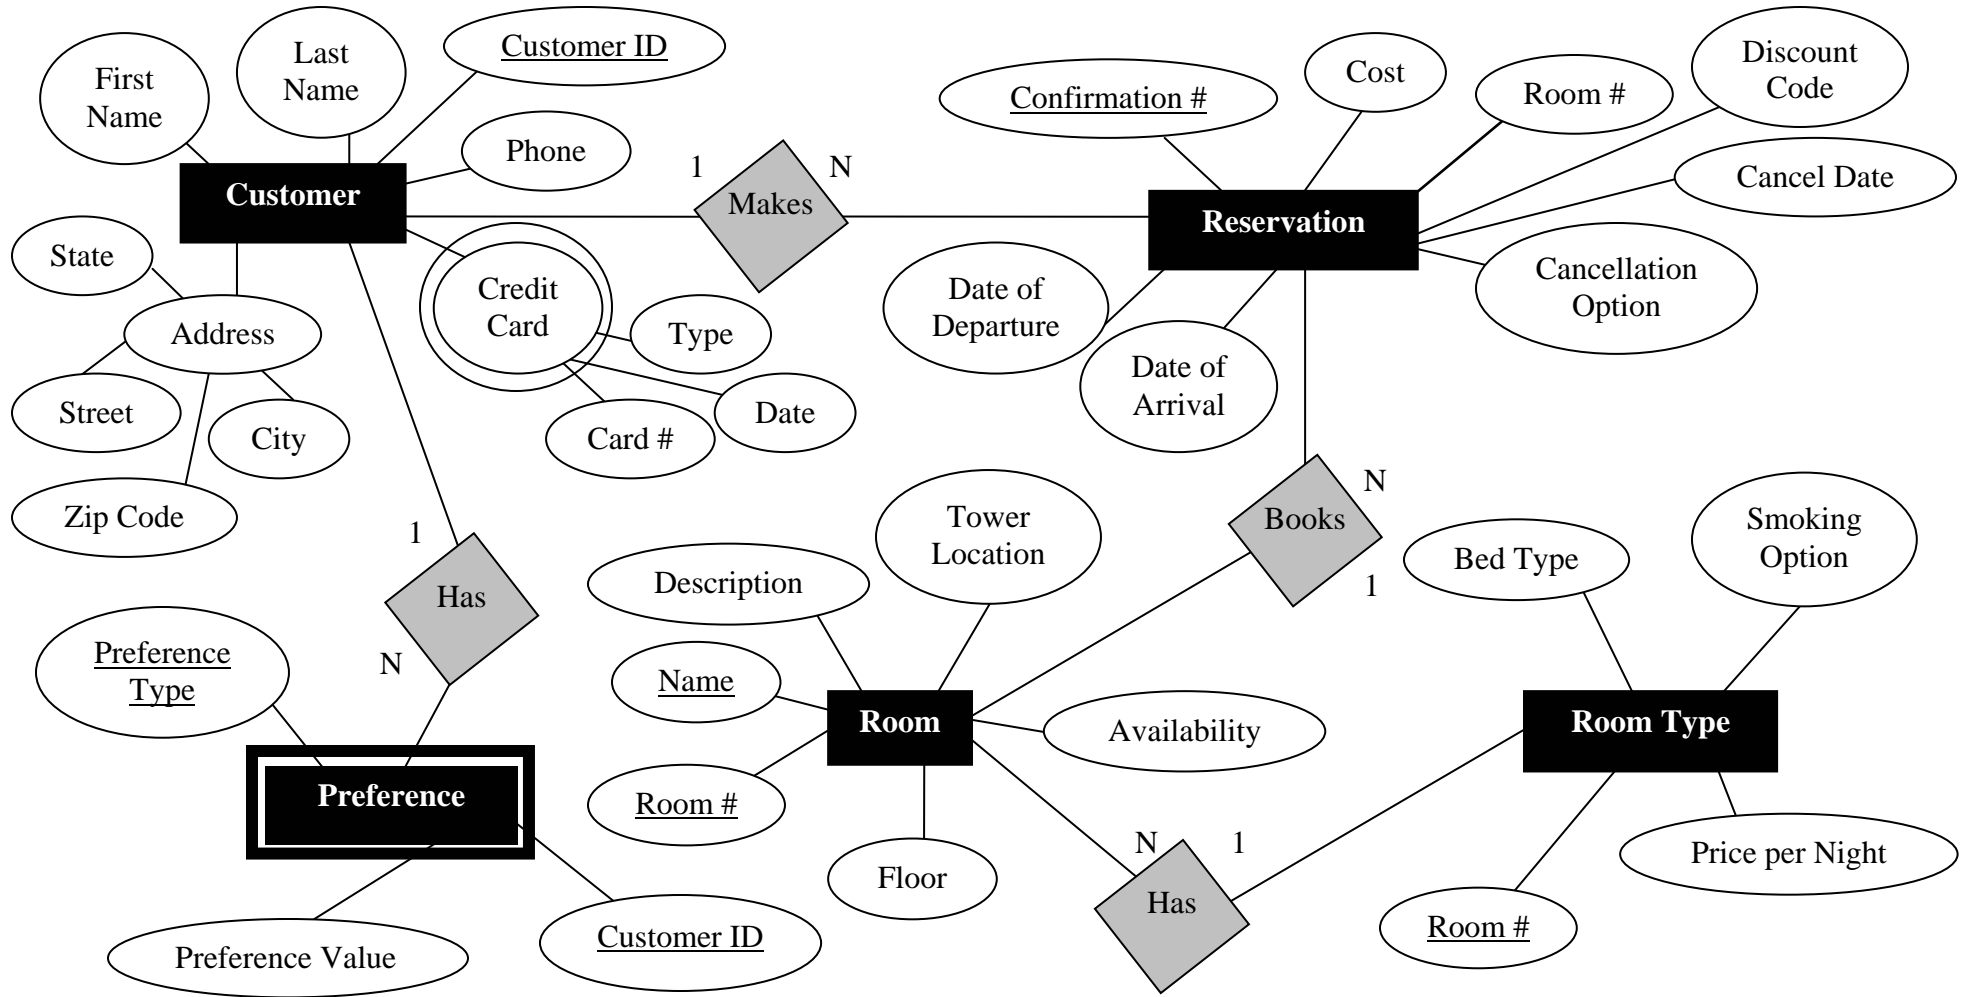 First
Name
Last
Name
Customer ID
Phone
Customer
State
Address
Street
City
Zip Code
Credit
Card
Type
Date
Card #
1
N
Makes
Confirmation #
Cost
Room #
Discount
Code
Cancel Date
Cancellation
Option
Reservation
Date of
Departure
Date of
Arrival
1
N
Has
Preference
Type
Preference
Preference Value
Customer ID
N
1
Books
Description
Tower
Location
Name
Room
Availability
Room #
Floor
N
1
Has
Bed Type
Smoking
Option
Room Type
Price per Night
Room #